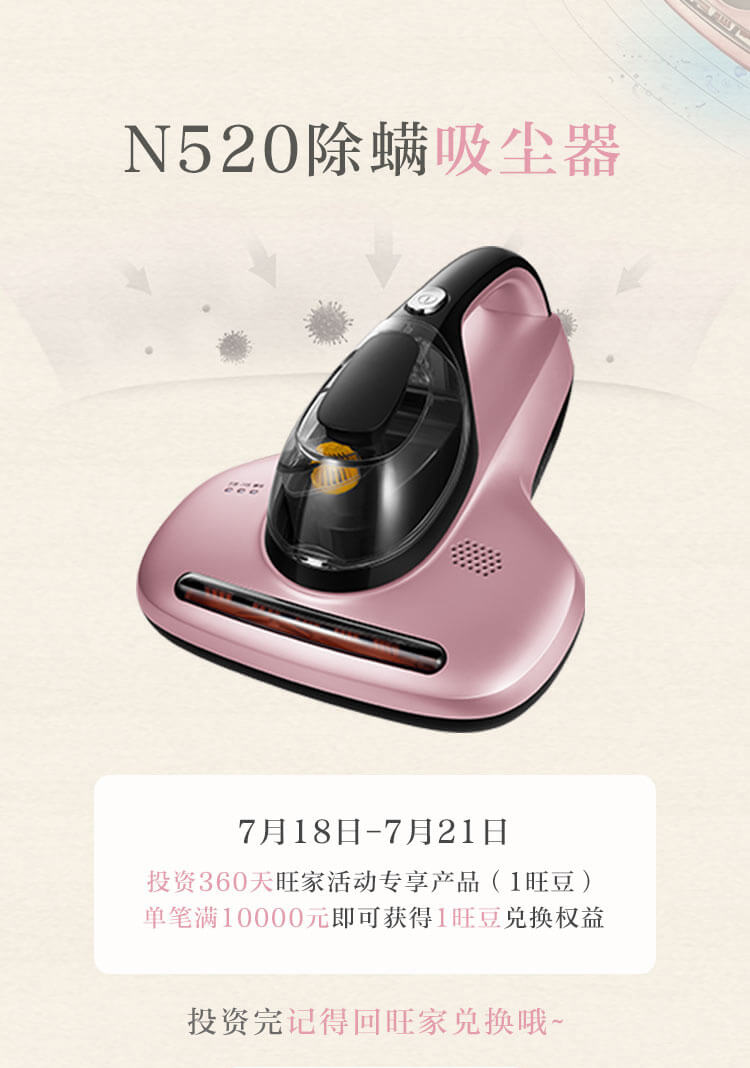 N520除螨吸尘器
7月18日-7月21日
投资360天旺家活动专享产品（1旺豆）
单笔满10000元即可获得1旺豆兑换权益
投资完记得回旺家兑换哦~